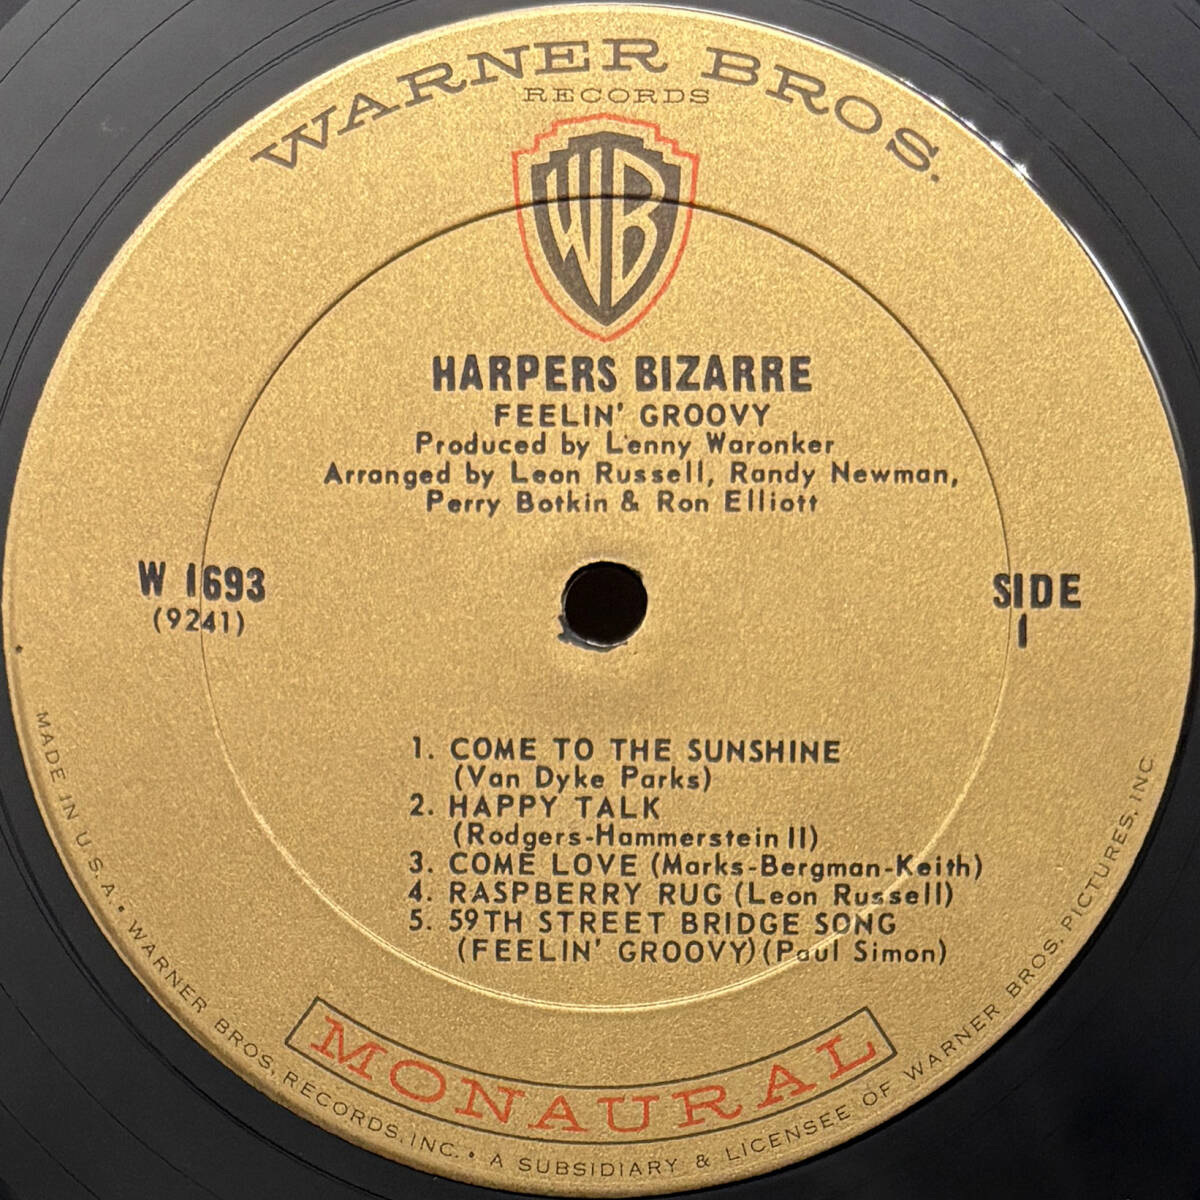 WARNER BROS.
RECORDS
WB
HARPERS BIZARRE
FEELIN' GROOVY
Produced by Lenny Waronker
Arranged by Leon Russell, Randy Newman,
Perry Botkin & Ron Elliott
W 1693
(9241)
SIDE
1
1. COME TO THE SUNSHINE
(Van Dyke Parks)
2. HAPPY TALK
(Rodgers-Hammerstein II)
3. COME LOVE (Marks-Bergman-Keith)
4. RASPBERRY RUG (Leon Russell)
5. 59TH STREET BRIDGE SONG
(FEELIN' GROOVY) (Paul Simon)
MONAURAL
MADE IN U.S.A. • WARNER BROS. RECORDS, INC. • A SUBSIDIARY & LICENSEE OF WARNER BROS. PICTURES, INC.